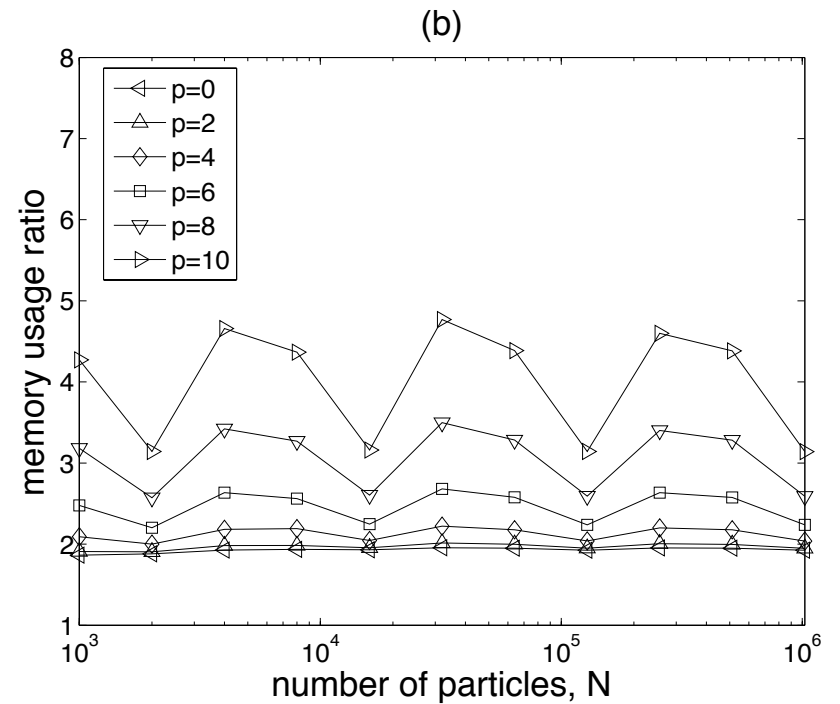 (b)
8
7
6
5
4
3
2
1
memory usage ratio
p=0
p=2
p=4
p=6
p=8
p=10
10^3
10^4
10^5
10^6
number of particles, N